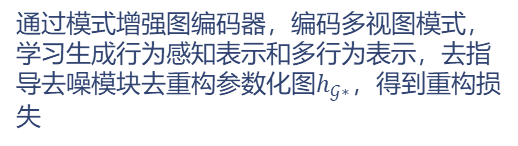 通过模式增强图编码器，编码多视图模式，
学习生成行为感知表示和多行为表示，去指
导去噪模块去重构参数化图$h_{\mathcal{G}^*}$，得到重构损
失